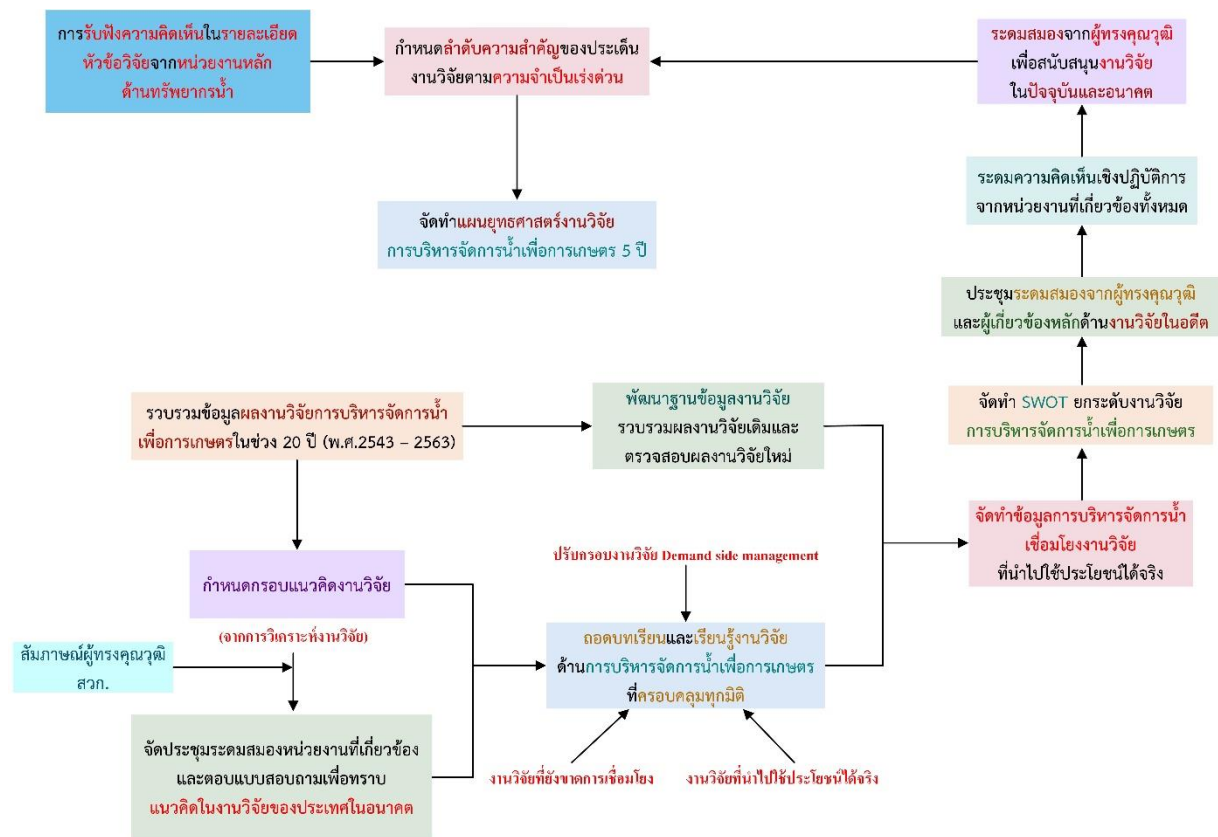 การรับฟังความคิดเห็นในรายละเอียด
หัวข้อวิจัยจากหน่วยงานหลัก
ด้านทรัพยากรน้ำ
กำหนดลำดับความสำคัญของประเด็น
งานวิจัยตามความจำเป็นเร่งด่วน
ระดมสมองจากผู้ทรงคุณวุฒิ
เพื่อสนับสนุนงานวิจัย
ในปัจจุบันและอนาคต
ระดมความคิดเห็นเชิงปฏิบัติการ
จากหน่วยงานที่เกี่ยวข้องทั้งหมด
จัดทำแผนยุทธศาสตร์งานวิจัย
การบริหารจัดการน้ำเพื่อการเกษตร 5 ปี
ประชุมระดมสมองจากผู้ทรงคุณวุฒิ
และผู้เกี่ยวข้องหลักด้านงานวิจัยในอดีต
รวบรวมข้อมูลผลงานวิจัยการบริหารจัดการน้ำ
เพื่อการเกษตรในช่วง 20 ปี (พ.ศ.2543 – 2563)
พัฒนาฐานข้อมูลงานวิจัย
รวบรวมผลงานวิจัยเดิมและ
ตรวจสอบผลงานวิจัยใหม่
จัดทำ SWOT ยกระดับงานวิจัย
การบริหารจัดการน้ำเพื่อการเกษตร
จัดทำข้อมูลการบริหารจัดการน้ำ
เชื่อมโยงงานวิจัย
ที่นำไปใช้ประโยชน์ได้จริง
ปรับกรอบงานวิจัย Demand side management
กำหนดกรอบแนวคิดงานวิจัย
(จากการวิเคราะห์งานวิจัย)
สัมภาษณ์ผู้ทรงคุณวุฒิ
สวก.
ถอดบทเรียนและเรียนรู้งานวิจัย
ด้านการบริหารจัดการน้ำเพื่อการเกษตร
ที่ครอบคลุมทุกมิติ
จัดประชุมระดมสมองหน่วยงานที่เกี่ยวข้อง
และตอบแบบสอบถามเพื่อทราบ
แนวคิดในงานวิจัยของประเทศในอนาคต
งานวิจัยที่ยังขาดการเชื่อมโยง
งานวิจัยที่นำไปใช้ประโยชน์ได้จริง